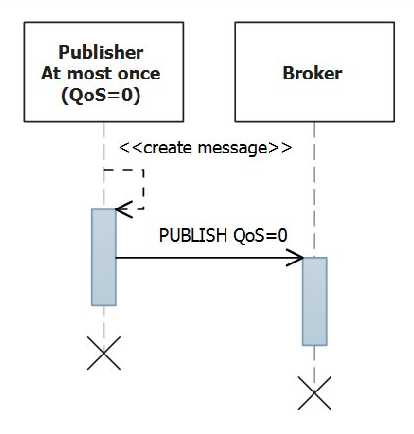 Publisher
At most once
(QoS=0)
Broker
<<create message>>
PUBLISH QoS=0